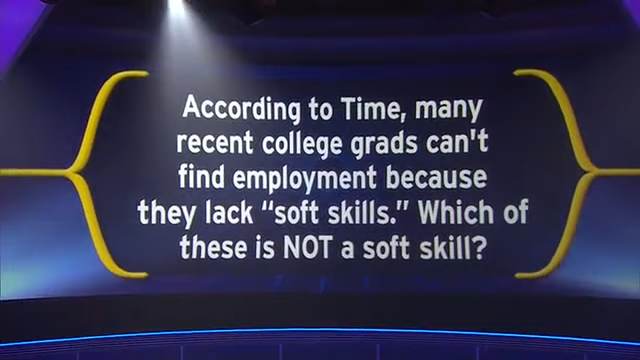 According to Time, many
recent college grads can't
find employment because
they lack “soft skills.” Which of
these is NOT a soft skill?